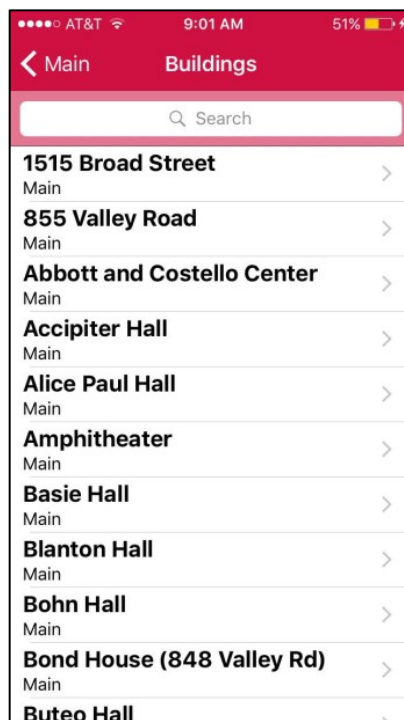 AT&T 9:01 AM 51%
Main Buildings
Search
1515 Broad Street
Main
855 Valley Road
Main
Abbott and Costello Center
Main
Accipiter Hall
Main
Alice Paul Hall
Main
Amphitheater
Main
Basie Hall
Main
Blanton Hall
Main
Bohn Hall
Main
Bond House (848 Valley Rd)
Main
Buteo Hall